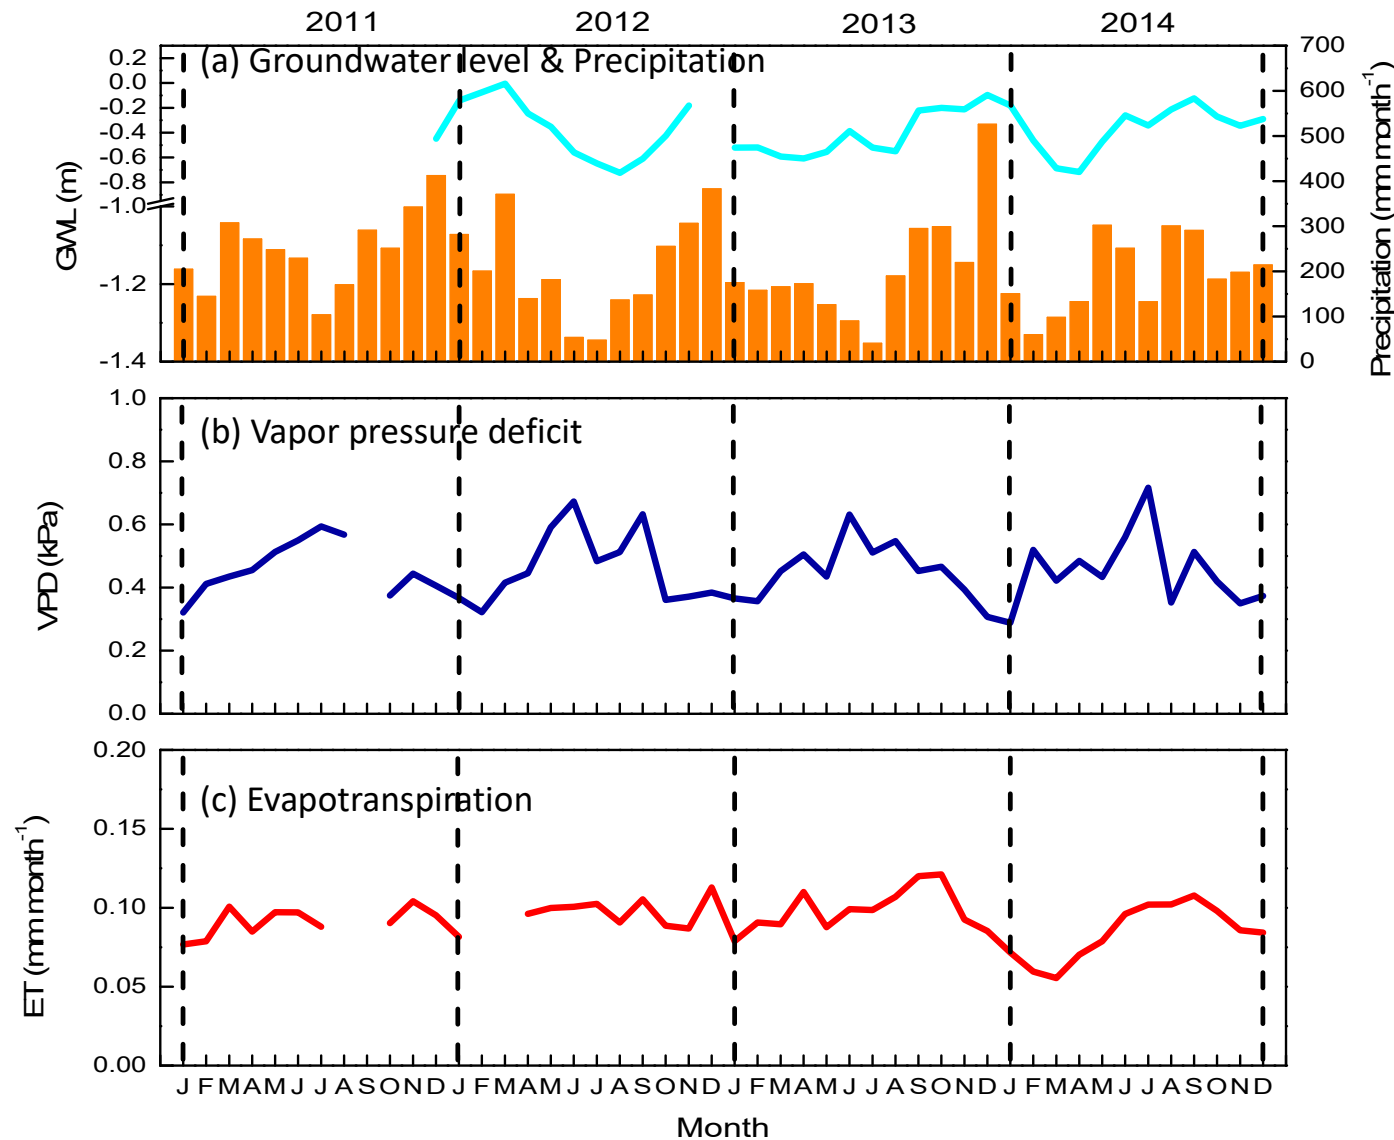 2011 2012 2013 2014
(a) Groundwater level & Precipitation
GWL (m)
0.2
0.0
-0.2
-0.4
-0.6
-0.8
-1.0
-1.2
-1.4
700
600
500
400
300
200
100
0
Precipitation (mm month-1)
(b) Vapor pressure deficit
VPD (kPa)
1.0
0.8
0.6
0.4
0.2
0.0
(c) Evapotranspiration
ET (mm month-1)
0.20
0.15
0.10
0.05
0.00
J F M A M J J A S O N D J F M A M J J A S O N D J F M A M J J A S O N D J F M A M J J A S O N D
Month